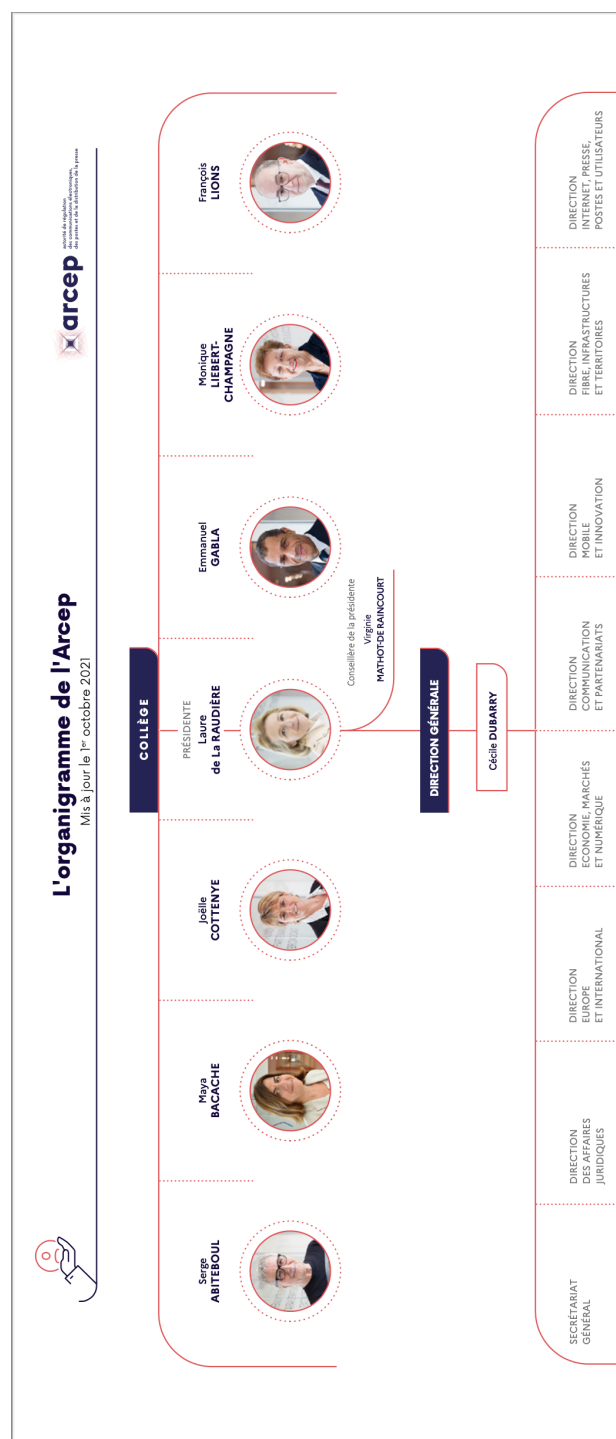 L'organigramme de l'Arcep
Mis à jour le 1er octobre 2021
arcep
autorité de régulation
des communications électroniques,
des postes et de la distribution de la presse
COLLÈGE
Serge
ABITEBOUL
Maya
BACACHE
Joëlle
COTTENYE
PRÉSIDENTE
Laure
de La RAUDIÈRE
Emmanuel
GABLA
Monique
LIEBERT-
CHAMPAGNE
François
LIONS
Conseillère de la présidente
Virginie
MATHOT-DE RAINCOURT
DIRECTION GÉNÉRALE
Cécile DUBARRY
SECRÉTARIAT
GÉNÉRAL
DIRECTION
DES AFFAIRES
JURIDIQUES
DIRECTION
EUROPE
ET INTERNATIONAL
DIRECTION
ECONOMIE, MARCHÉS
ET NUMÉRIQUE
DIRECTION
COMMUNICATION
ET PARTENARIATS
DIRECTION
MOBILE
ET INNOVATION
DIRECTION
FIBRE, INFRASTRUCTURES
ET TERRITOIRES
DIRECTION
INTERNET, PRESSE,
POSTES ET UTILISATEURS